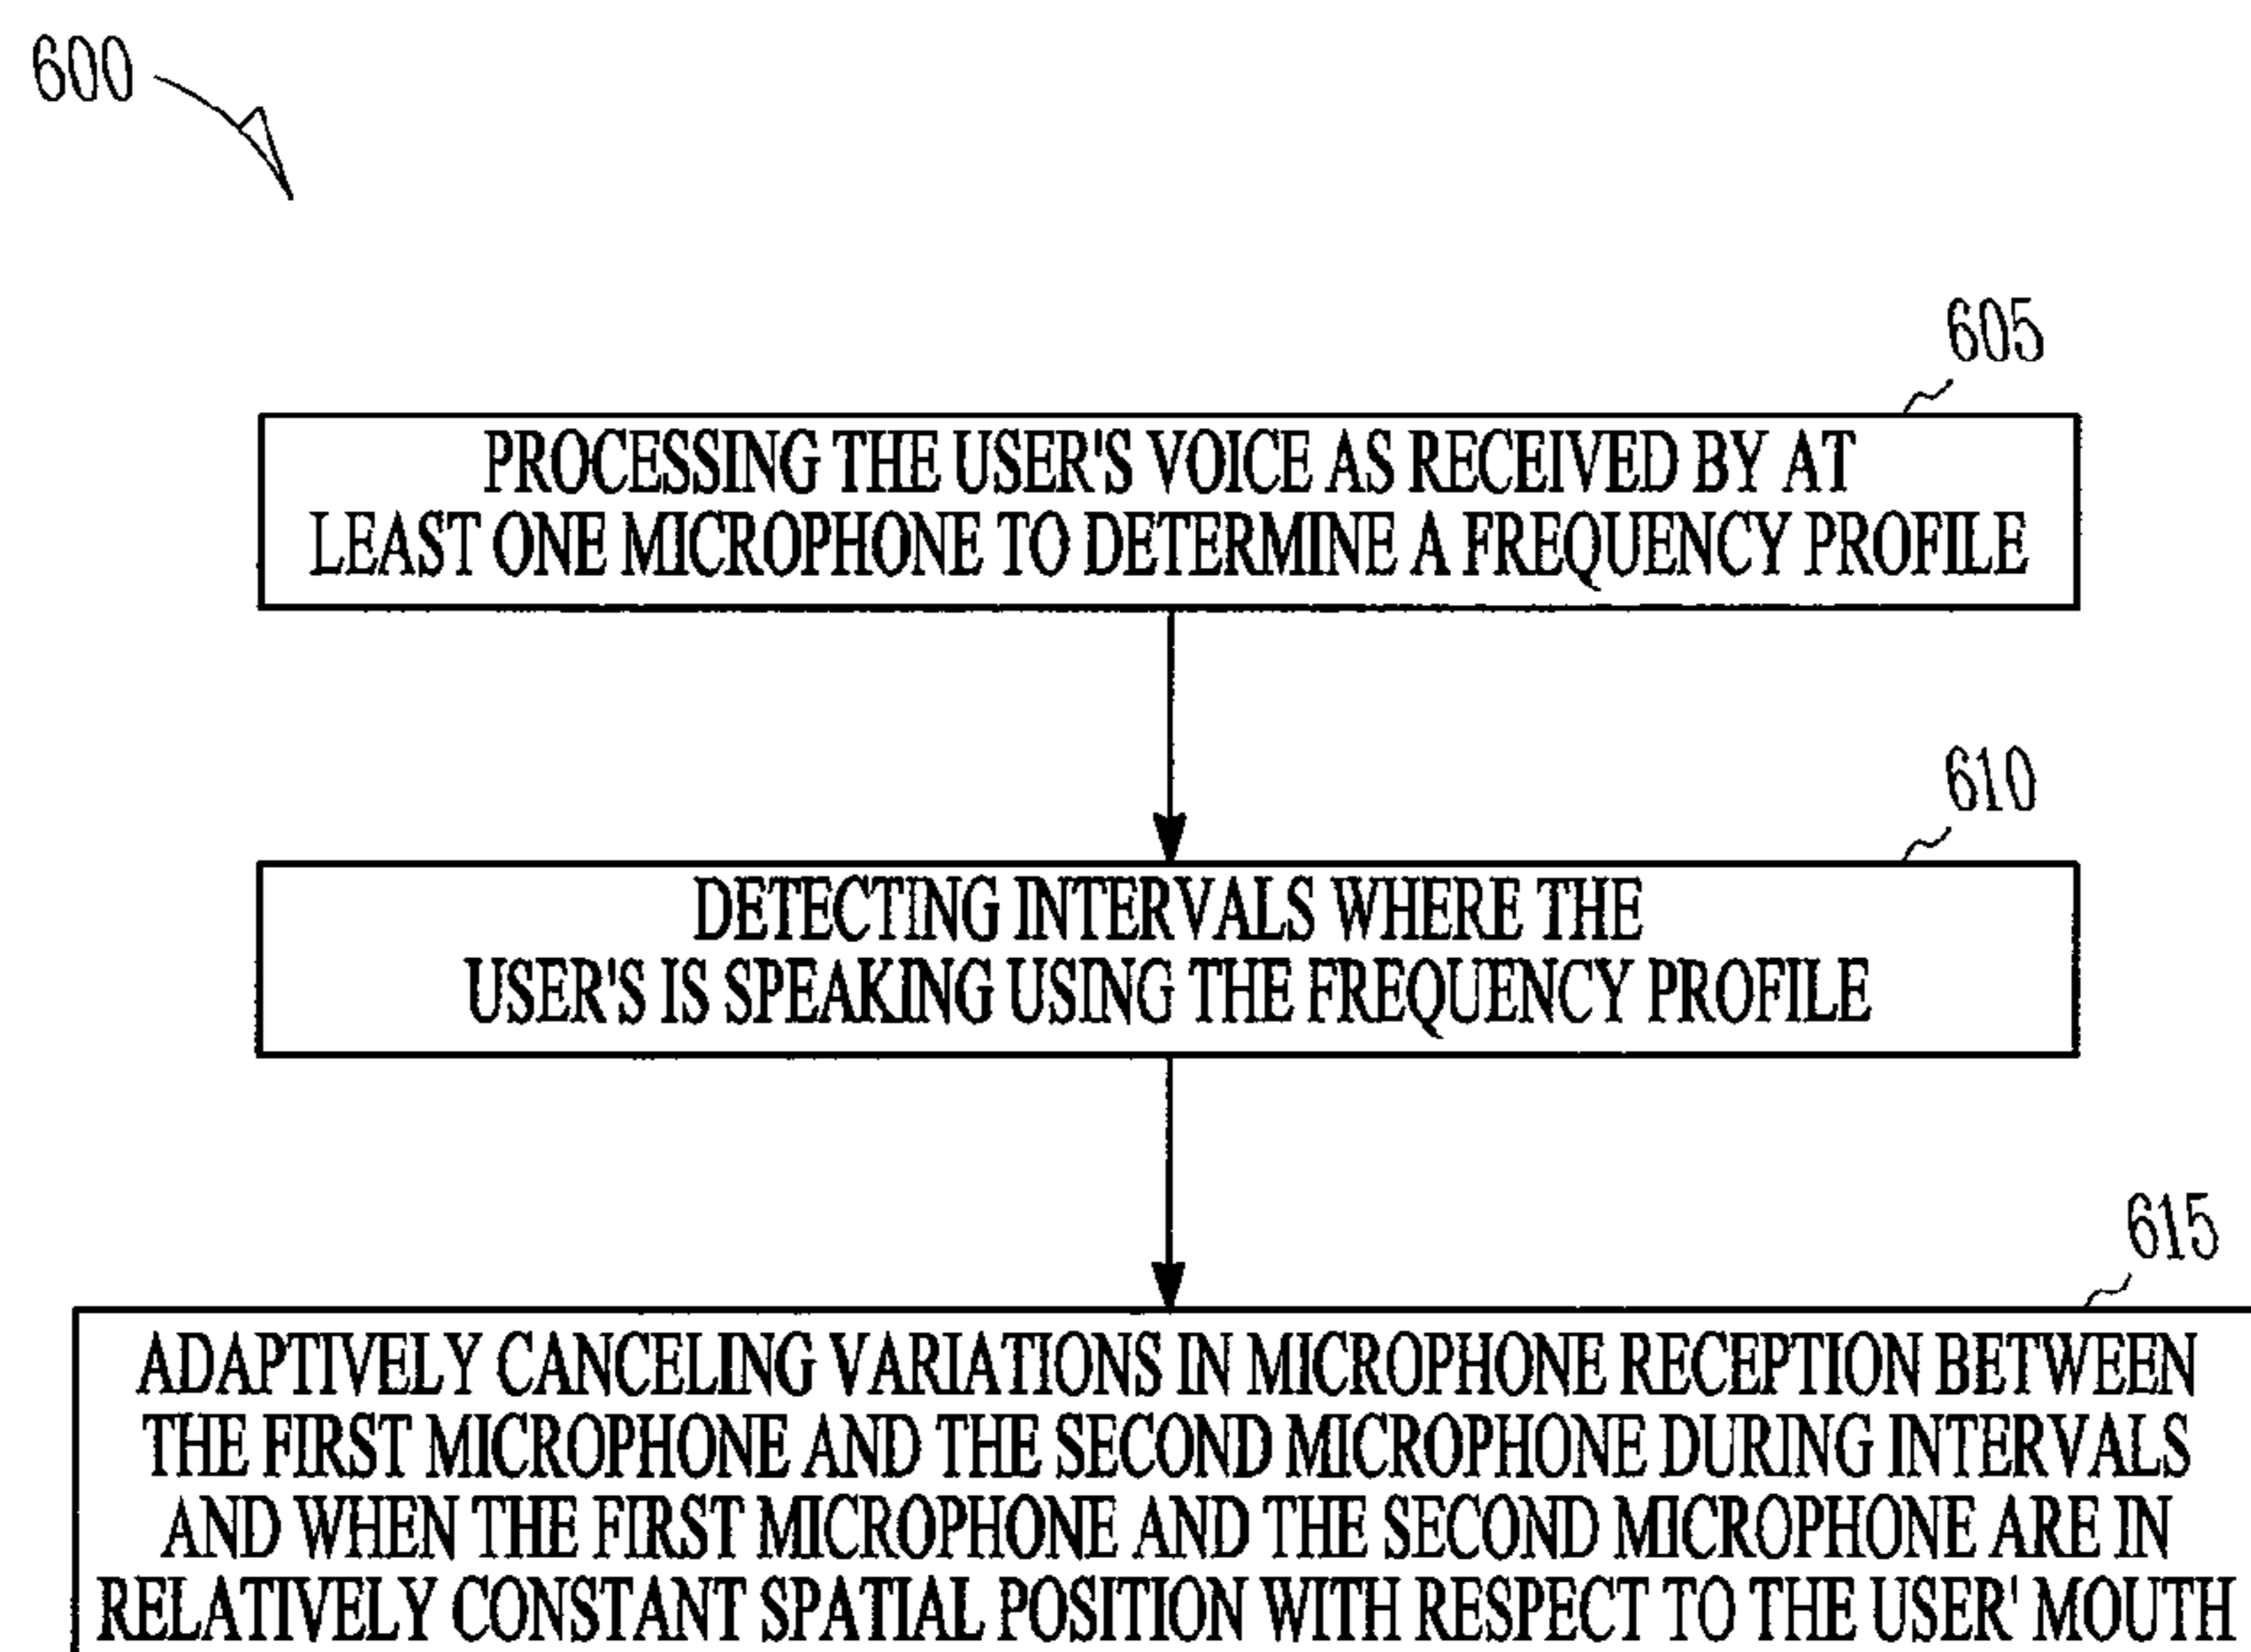 600
605
PROCESSING THE USER'S VOICE AS RECEIVED BY AT
LEAST ONE MICROPHONE TO DETERMINE A FREQUENCY PROFILE
610
DETECTING INTERVALS WHERE THE
USER'S IS SPEAKING USING THE FREQUENCY PROFILE
615
ADAPTIVELY CANCELING VARIATIONS IN MICROPHONE RECEPTION BETWEEN
THE FIRST MICROPHONE AND THE SECOND MICROPHONE DURING INTERVALS
AND WHEN THE FIRST MICROPHONE AND THE SECOND MICROPHONE ARE IN
RELATIVELY CONSTANT SPATIAL POSITION WITH RESPECT TO THE USER' MOUTH